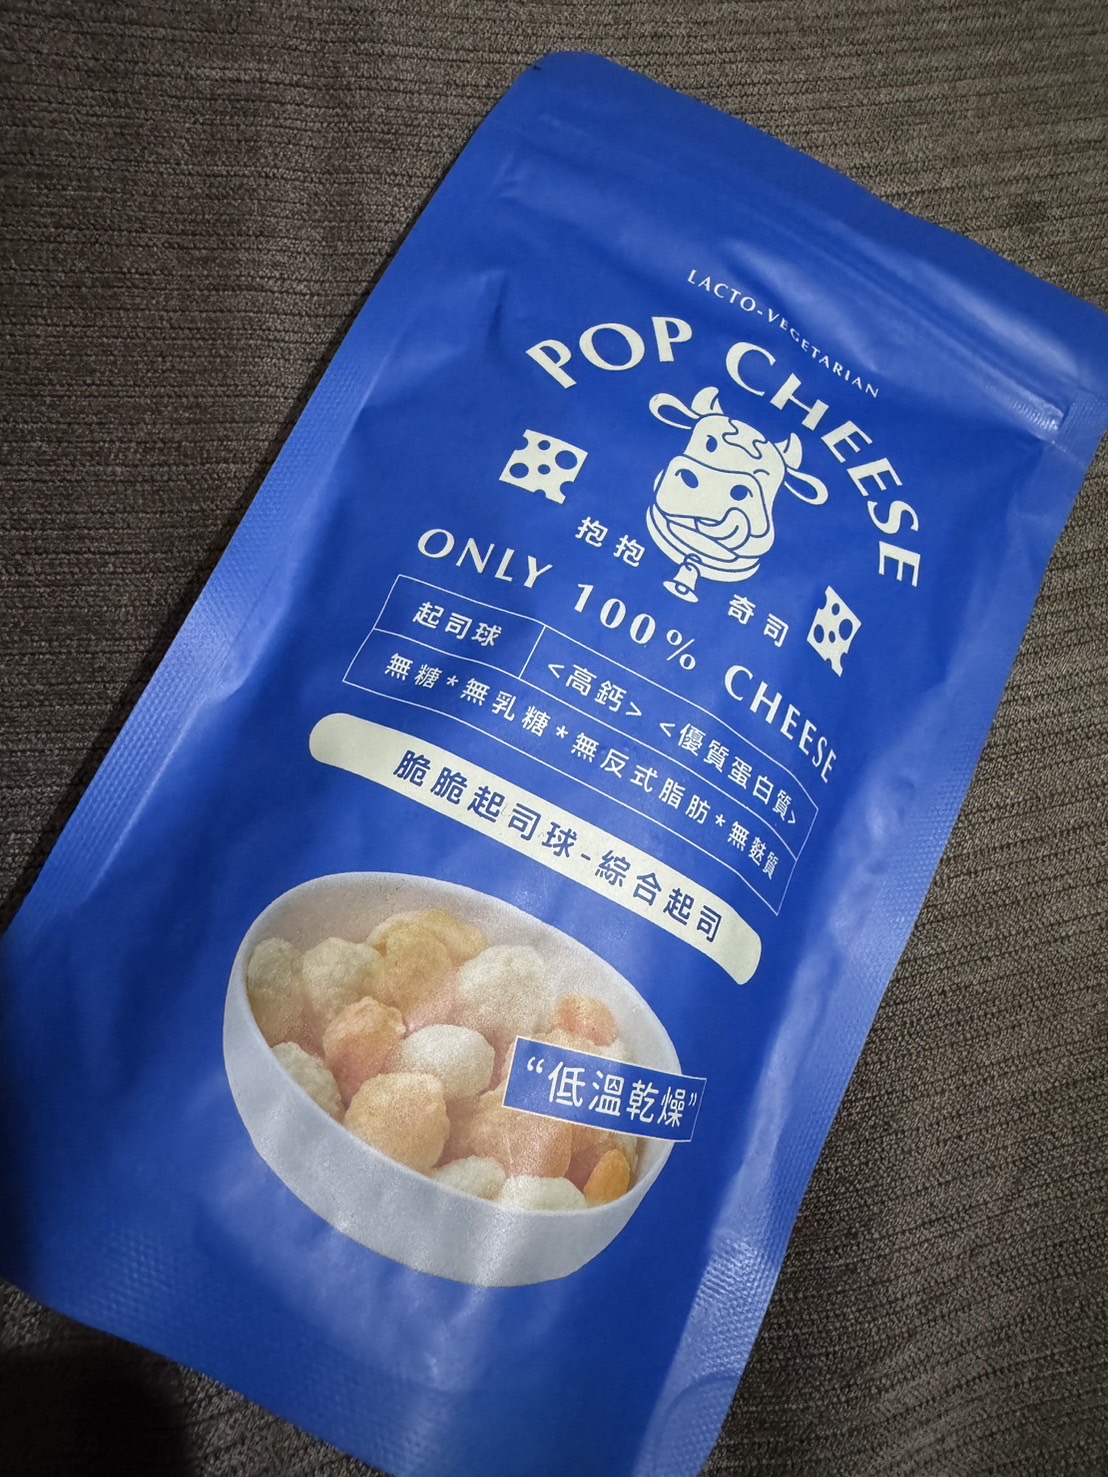 LACTO-VEGETARIAN
POP CHEESE
抱抱 奇司
ONLY 100% CHEESE
起司球 <高鈣> <優質蛋白質>
無糖*無乳糖*無反式脂肪*無麩質
脆脆起司球-綜合起司
“低溫乾燥”